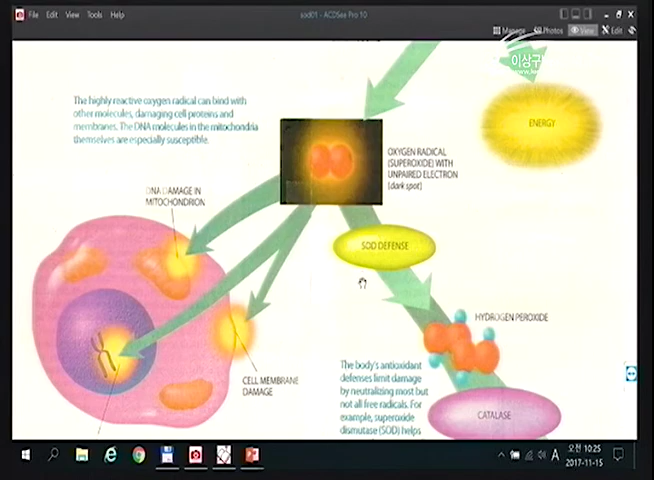 File Edit View Tools Help
sod01 - ACDSee Pro 10
Manage Photos View Edit
이상구
ENERGY
The highly reactive oxygen radical can bind with
other molecules, damaging cell proteins and
membranes. The DNA molecules in the mitochondria
themselves are especially susceptible.
OXYGEN RADICAL
(SUPEROXIDE) WITH
UNPAIRED ELECTRON
(dark spot)
DNA DAMAGE IN
MITOCHONDRION
SOD DEFENSE
HYDROGEN PEROXIDE
CELL MEMBRANE
DAMAGE
The body's antioxidant
defenses limit damage
by neutralizing most but
not all free radicals. For
example, superoxide
dismutase (SOD) helps
CATALASE
A
오전 10:25
2017-11-15